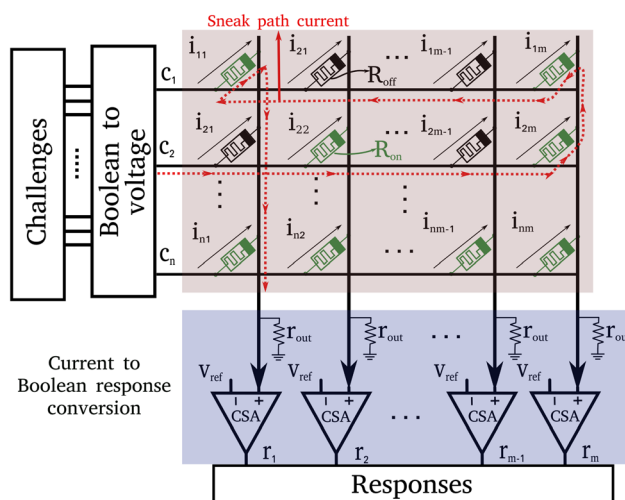 Sneak path current
i11
i21
...
i1m-1
i1m
c1
Roff
i21
i22
...
i2m-1
i2m
c2
Ron
in1
in2
...
inm-1
inm
cn
Challenges
Boolean to
voltage
Current to
Boolean response
conversion
rout
rout
...
rout
rout
Vref
Vref
Vref
Vref
- +
- +
- +
- +
CSA
CSA
...
CSA
CSA
r1
r2
rm-1
rm
Responses